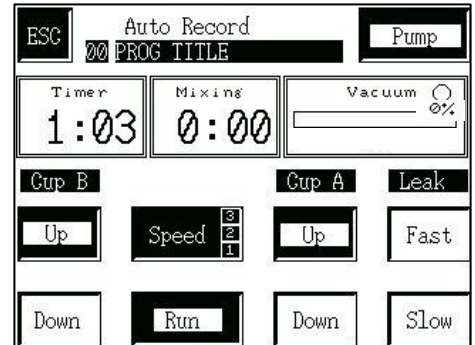 ESC
Auto Record
00 PROG TITLE
Pump
Timer
1:03
Mixing
0:00
Vacuum
0%
Cup B
Cup A
Leak
Up
Speed
3
2
1
Up
Fast
Down
Run
Down
Slow